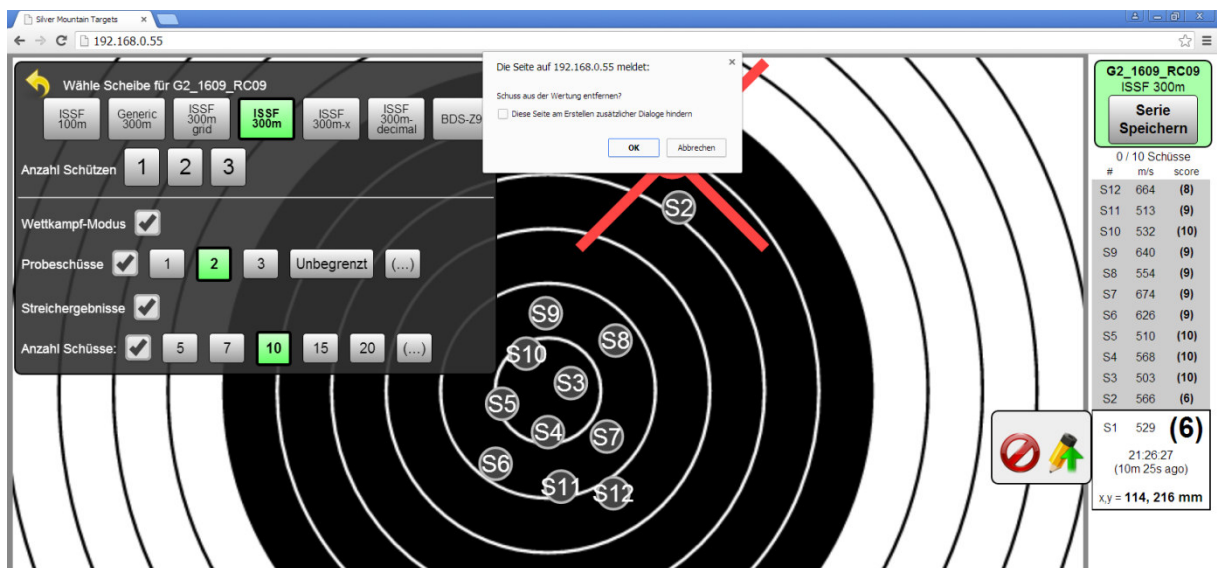 Silver Mountain Targets
192.168.0.55
Die Seite auf 192.168.0.55 meldet:
Schuss aus der Wertung entfernen?
Diese Seite am Erstellen zusätzlicher Dialoge hindern
OK Abbrechen
Wähle Scheibe für G2_1609_RC09
ISSF 100m
Generic 300m
ISSF 300m grid
ISSF 300m
ISSF 300m-x
ISSF 300m-decimal
BDS-Z9
Anzahl Schützen 1 2 3
Wettkampf-Modus
Probeschüsse 1 2 3 Unbegrenzt (...)
Streichergebnisse
Anzahl Schüsse: 5 7 10 15 20 (...)
S2
S9
S8
S10
S3
S5
S4
S7
S6
S11
S12
G2_1609_RC09
ISSF 300m
Serie
Speichern
0 / 10 Schüsse
# m/s score
S12 664 (8)
S11 513 (9)
S10 532 (10)
S9 640 (9)
S8 554 (9)
S7 674 (9)
S6 626 (9)
S5 510 (10)
S4 568 (10)
S3 503 (10)
S2 566 (6)
S1 529 (6)
21:26:27
(10m 25s ago)
x,y = 114, 216 mm